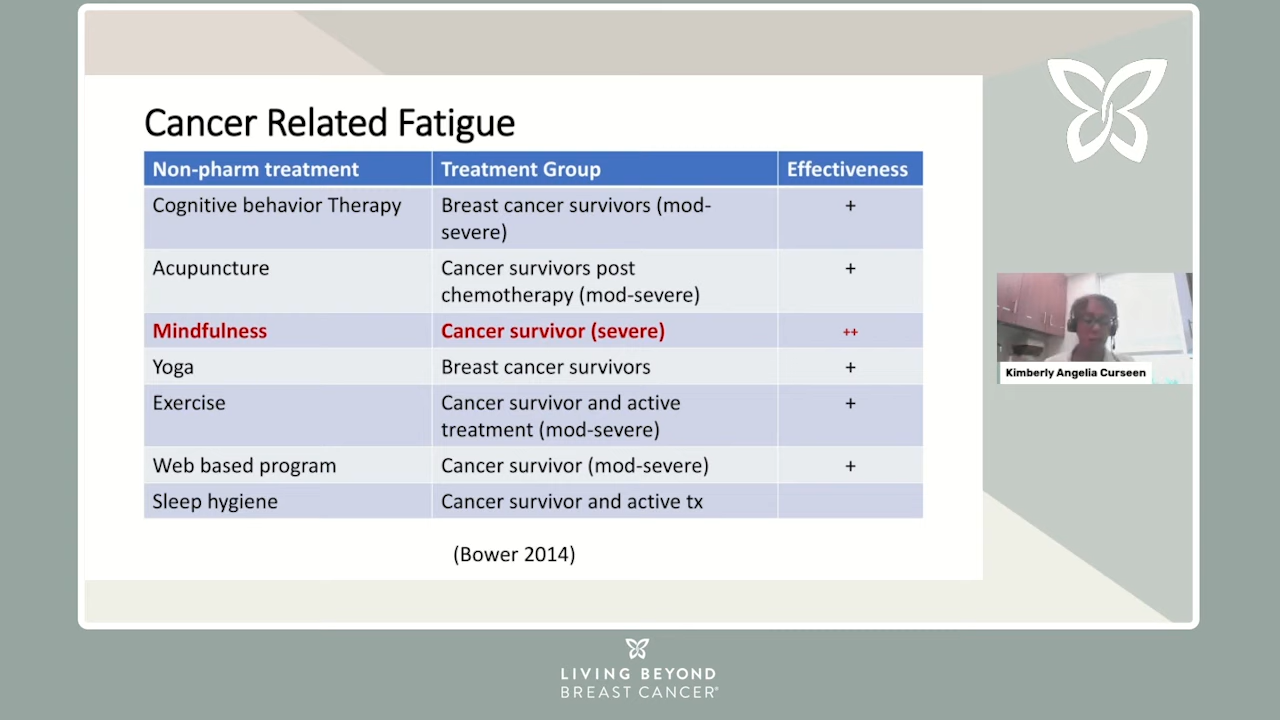 Cancer Related Fatigue
Non-pharm treatment Treatment Group Effectiveness
Cognitive behavior Therapy Breast cancer survivors (mod-
severe) +
Acupuncture Cancer survivors post
chemotherapy (mod-severe) +
Mindfulness Cancer survivor (severe) ++
Yoga Breast cancer survivors +
Exercise Cancer survivor and active
treatment (mod-severe) +
Web based program Cancer survivor (mod-severe) +
Sleep hygiene Cancer survivor and active tx
(Bower 2014)
Kimberly Angelia Curseen
LIVING BEYOND
BREAST CANCER®